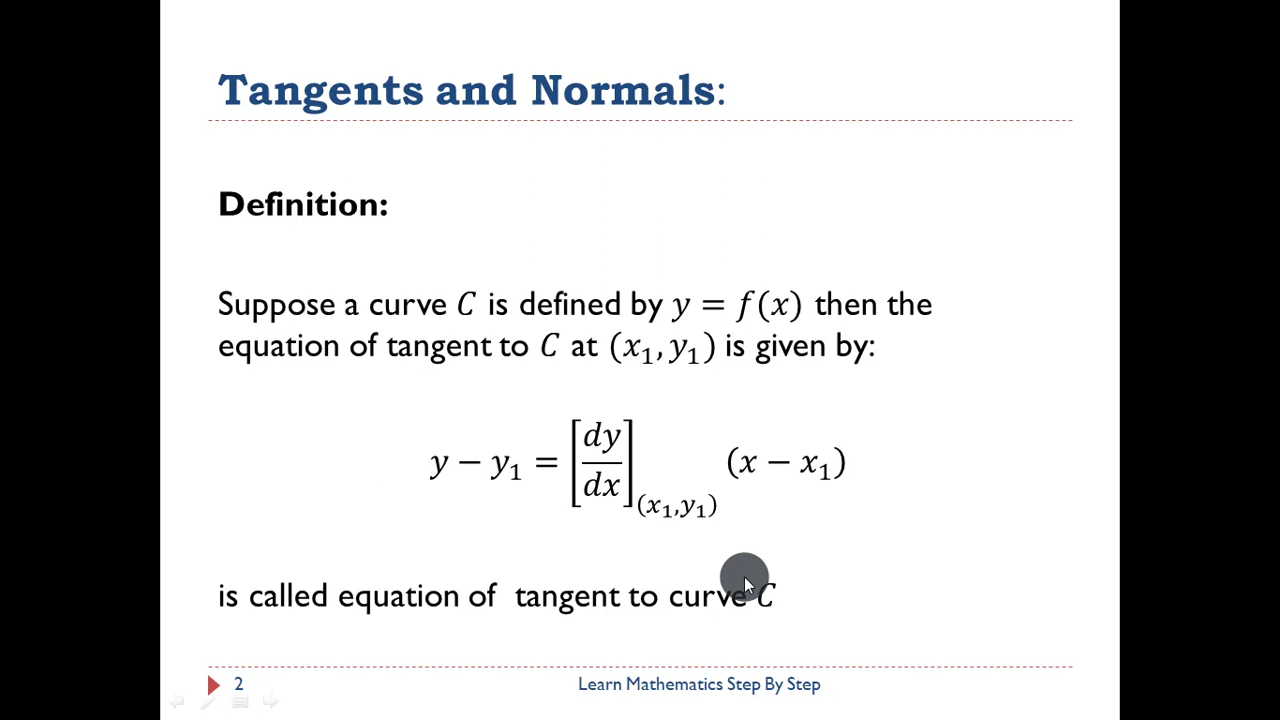 Tangents and Normals:
Definition:
Suppose a curve 𝐶 is defined by 𝑦 = 𝑓(𝑥) then the
equation of tangent to 𝐶 at (𝑥₁, 𝑦₁) is given by:
𝑦 − 𝑦₁ = [𝑑𝑦/𝑑𝑥]₍𝑥₁,𝑦₁₎ (𝑥 − 𝑥₁)
is called equation of tangent to curve 𝐶
2
Learn Mathematics Step By Step